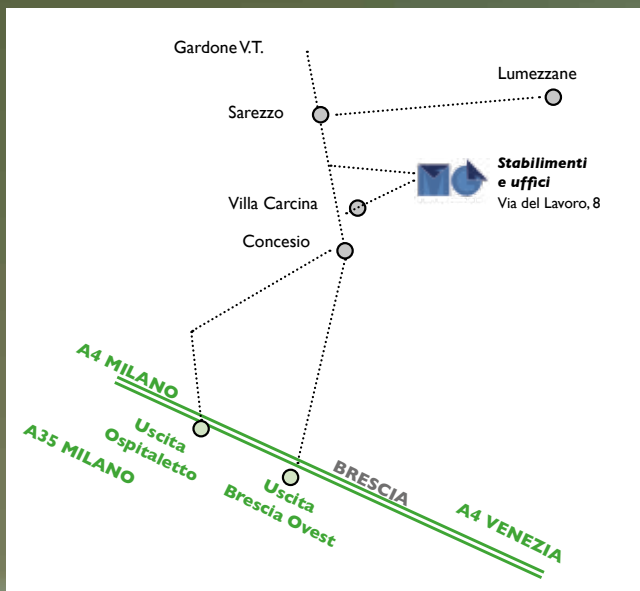 Gardone V.T.
Lumezzane
Sarezzo
MG
Stabilimenti
e uffici
Via del Lavoro, 8
Villa Carcina
Concesio
A4 MILANO
A35 MILANO
Uscita
Ospitaletto
BRESCIA
Uscita
Brescia Ovest
A4 VENEZIA